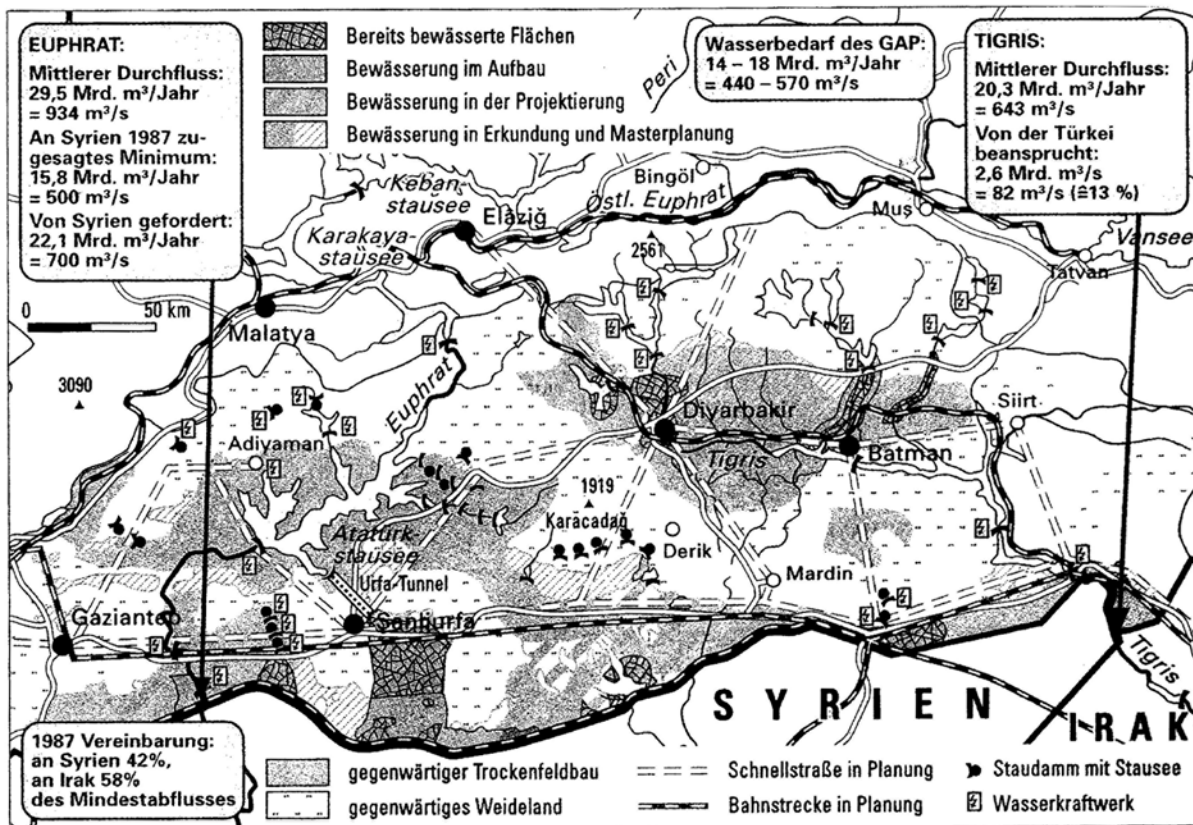 EUPHRAT:
Mittlerer Durchfluss:
29,5 Mrd. m³/Jahr
= 934 m³/s
An Syrien 1987 zu-
gesagtes Minimum:
15,8 Mrd. m³/Jahr
= 500 m³/s
Von Syrien gefordert:
22,1 Mrd. m³/Jahr
= 700 m³/s
Bereits bewässerte Flächen
Bewässerung im Aufbau
Bewässerung in der Projektierung
Bewässerung in Erkundung und Masterplanung
Wasserbedarf des GAP:
14 – 18 Mrd. m³/Jahr
= 440 – 570 m³/s
TIGRIS:
Mittlerer Durchfluss:
20,3 Mrd. m³/Jahr
= 643 m³/s
Von der Türkei
beansprucht:
2,6 Mrd. m³/s
= 82 m³/s (≙13 %)
Peri
Keban-
stausee
Bingöl
Östl. Euphrat
Elâziğ
Muş
Karakaya-
stausee
2561
Vansee
Tatvan
0
50 km
Malatya
3090
Euphrat
Adiyaman
Diyarbakir
Siirt
Batman
Tigris
1919
Karacadağ
Atatürk-
stausee
Derik
Urfa-Tunnel
Mardin
Gaziantep
Şanlıurfa
Tigris
SYRIEN
IRAK
1987 Vereinbarung:
an Syrien 42%,
an Irak 58%
des Mindestabflusses
gegenwärtiger Trockenfeldbau
gegenwärtiges Weideland
Schnellstraße in Planung
Bahnstrecke in Planung
Staudamm mit Stausee
Wasserkraftwerk